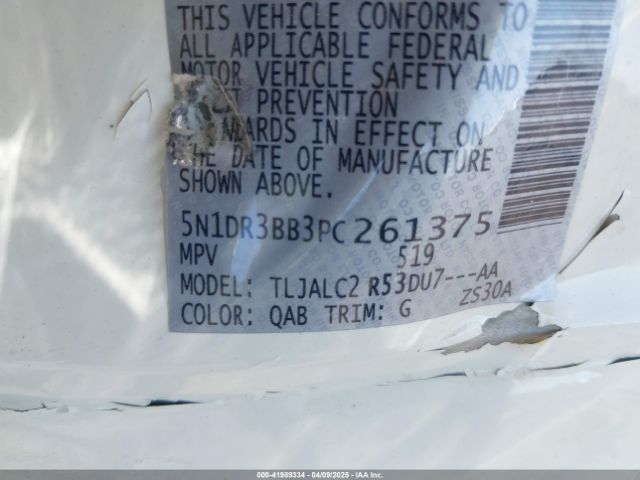 THIS VEHICLE CONFORMS TO
ALL APPLICABLE FEDERAL
MOTOR VEHICLE SAFETY AND
PREVENTION
IN EFFECT ON
THE DATE OF MANUFACTURE
SHOWN ABOVE.
5N1DR3BB3PC261375
MPV 519
MODEL: TLJALC2 R53DU7---AA
COLOR: QAB TRIM: G ZS30A
000-41989334 - 04/09/2025 - IAA Inc.